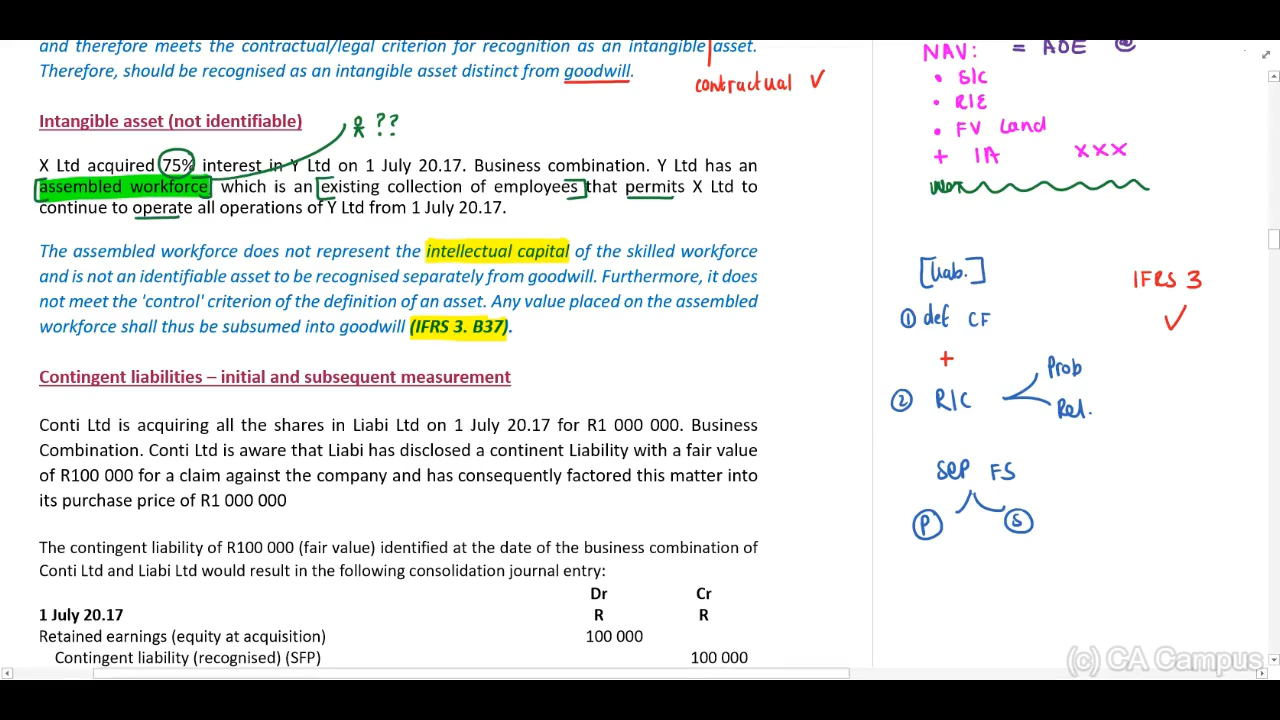 and therefore meets the contractual/legal criterion for recognition as an intangible asset.
Therefore, should be recognised as an intangible asset distinct from goodwill.
contractual ✓
Intangible asset (not identifiable)
??
X Ltd acquired 75% interest in Y Ltd on 1 July 20.17. Business combination. Y Ltd has an
assembled workforce which is an existing collection of employees that permits X Ltd to
continue to operate all operations of Y Ltd from 1 July 20.17.
The assembled workforce does not represent the intellectual capital of the skilled workforce
and is not an identifiable asset to be recognised separately from goodwill. Furthermore, it does
not meet the 'control' criterion of the definition of an asset. Any value placed on the assembled
workforce shall thus be subsumed into goodwill (IFRS 3. B37).
Contingent liabilities – initial and subsequent measurement
Conti Ltd is acquiring all the shares in Liabi Ltd on 1 July 20.17 for R1 000 000. Business
Combination. Conti Ltd is aware that Liabi has disclosed a continent Liability with a fair value
of R100 000 for a claim against the company and has consequently factored this matter into
its purchase price of R1 000 000
The contingent liability of R100 000 (fair value) identified at the date of the business combination of
Conti Ltd and Liabi Ltd would result in the following consolidation journal entry:
Dr Cr
1 July 20.17 R R
Retained earnings (equity at acquisition) 100 000
Contingent liability (recognised) (SFP) 100 000
NAV: = AOE @
• S/C
• R/E
• FV Land
+ IA xxx
[liab.]
IFRS 3
① def CF
✓
+
② R/C
Prob
Rel.
SEP FS
P S
(c) CA Campus